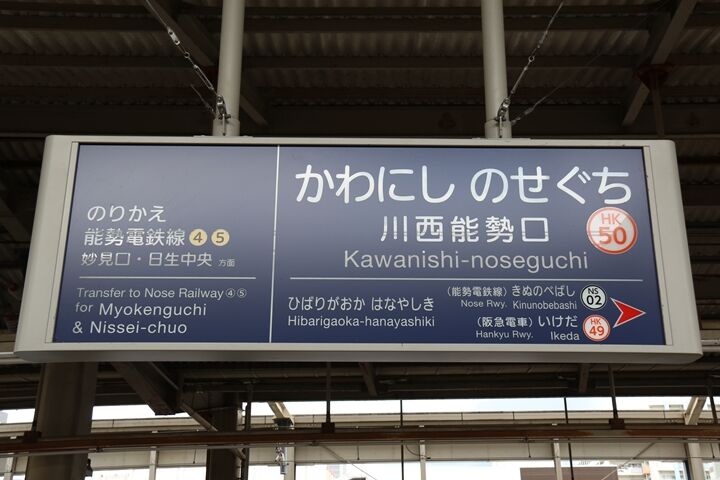 のりかえ
能勢電鉄線④⑤
妙見口・日生中央 方面
Transfer to Nose Railway④⑤
for Myokenguchi
& Nissei-chuo
かわにし のせぐち
川西能勢口
HK
50
Kawanishi-noseguchi
ひばりがおか はなやしき
Hibarigaoka-hanayashiki
(能勢電鉄線) きぬのべばし
Nose Rwy. Kinunobebashi
NS
02
(阪急電車) いけだ
Hankyu Rwy. Ikeda
HK
49